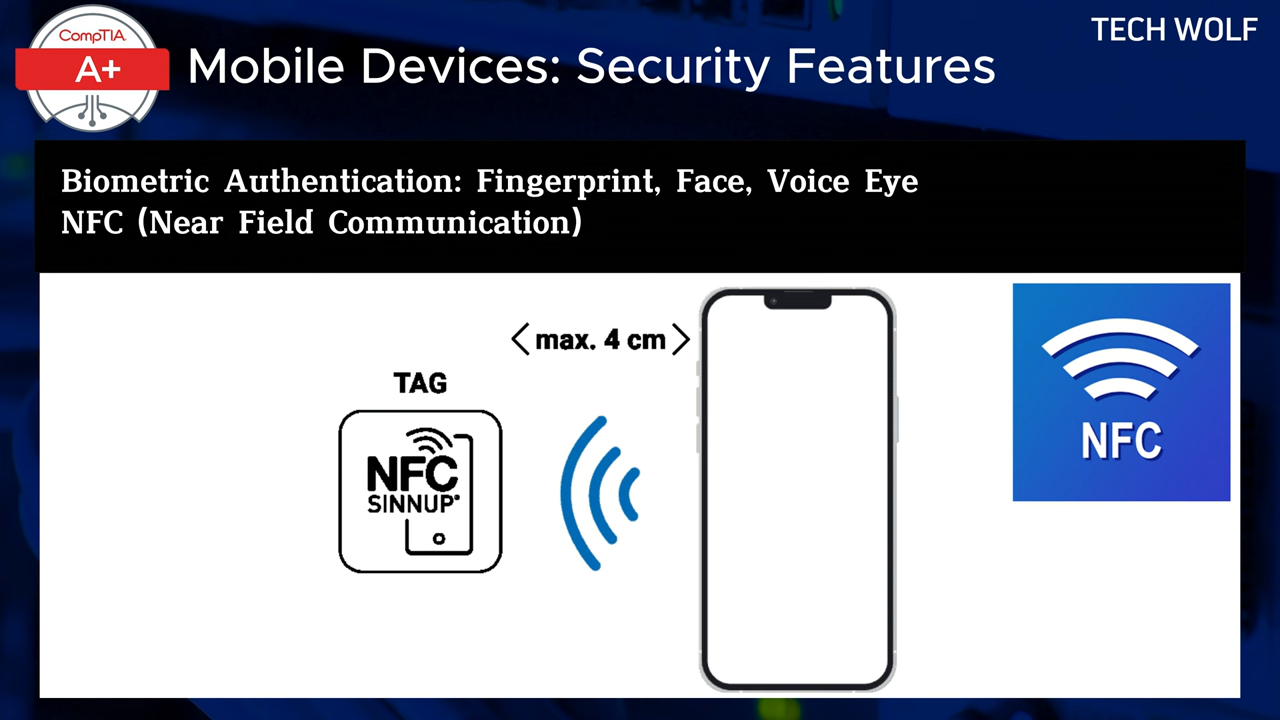 CompTIA.
A+
Mobile Devices: Security Features
TECH WOLF
Biometric Authentication: Fingerprint, Face, Voice Eye
NFC (Near Field Communication)
max. 4 cm
TAG
NFC
SINNUP®
NFC